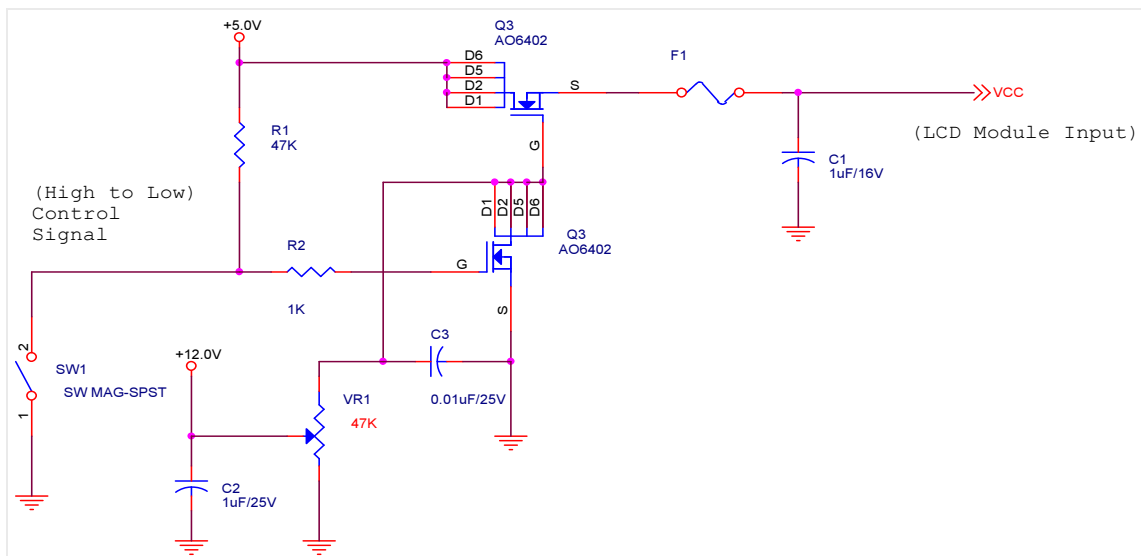 +5.0V
Q3
AO6402
D6
D5
D2
D1
S
G
F1
VCC
(LCD Module Input)
R1
47K
C1
1uF/16V
(High to Low)
Control
Signal
D1
D2
D5
D6
Q3
AO6402
R2
1K
G
S
+12.0V
C3
0.01uF/25V
2
SW1
SW MAG-SPST
1
VR1
47K
C2
1uF/25V